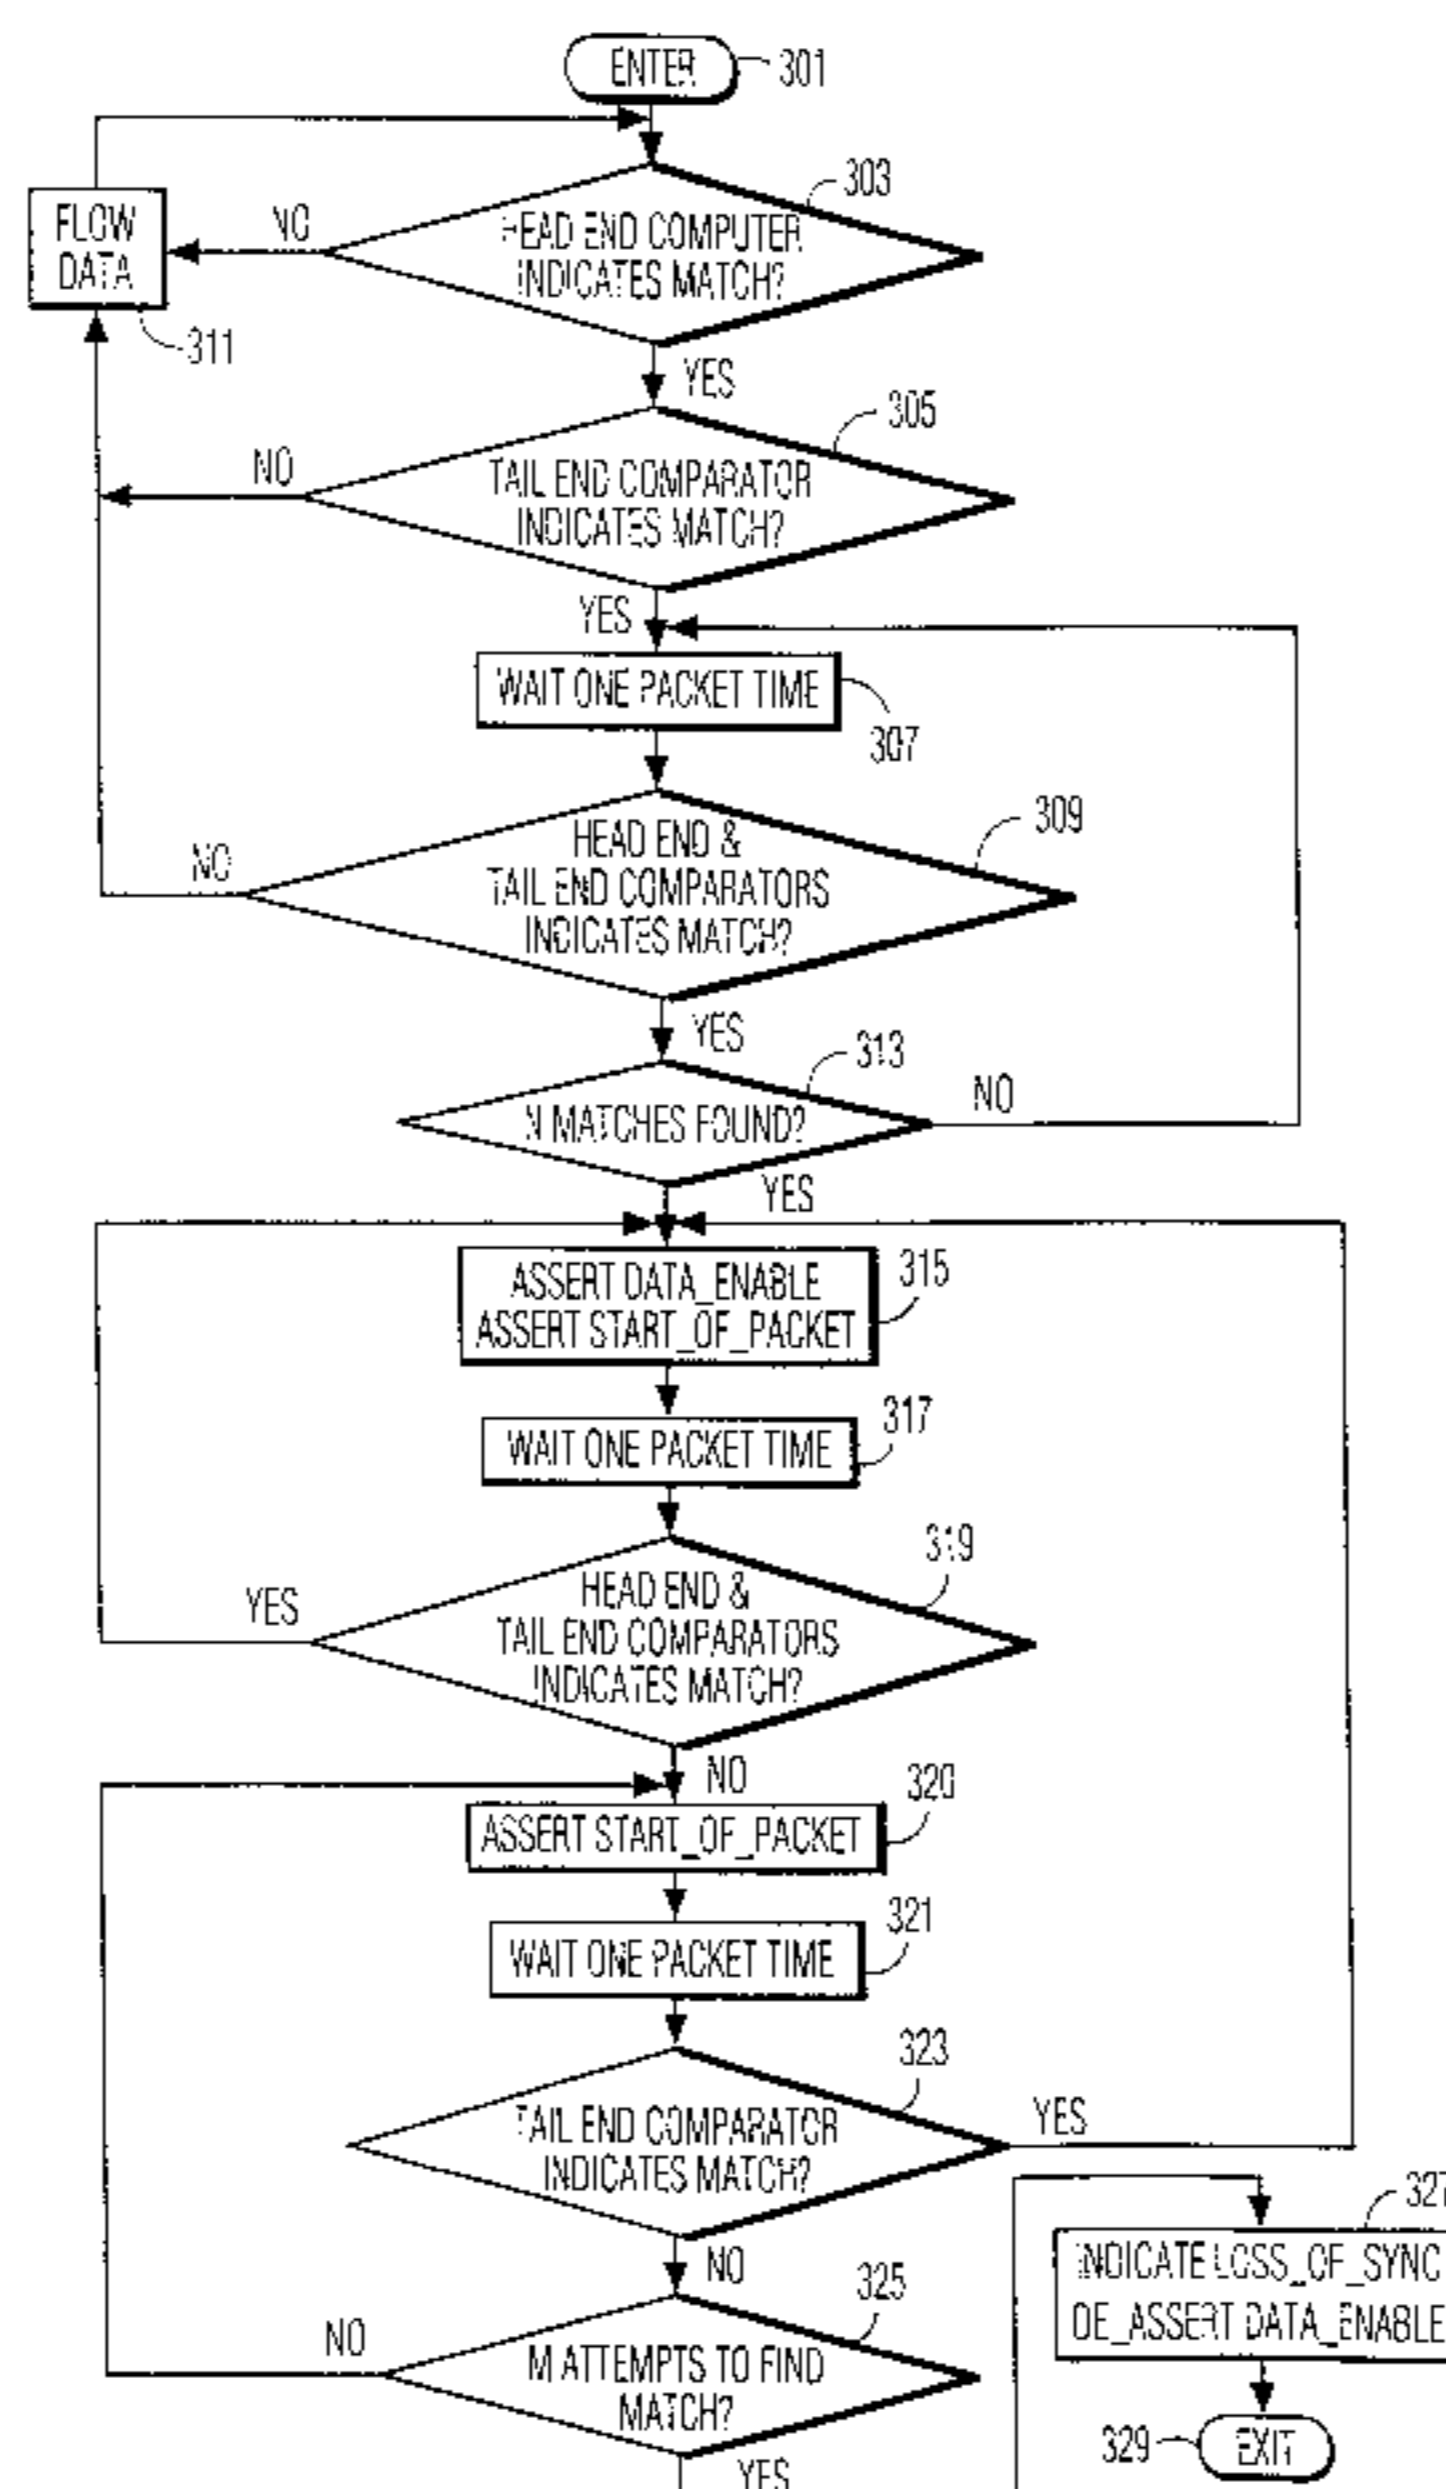 ENTER
301
303
HEAD END COMPUTER
INDICATES MATCH?
NO
FLOW
DATA
311
YES
305
TAIL END COMPARATOR
INDICATES MATCH?
NO
YES
WAIT ONE PACKET TIME
307
309
HEAD END &
TAIL END COMPARATORS
INDICATES MATCH?
NO
YES
313
N MATCHES FOUND?
NO
YES
ASSERT DATA_ENABLE
ASSERT START_OF_PACKET
315
WAIT ONE PACKET TIME
317
319
HEAD END &
TAIL END COMPARATORS
INDICATES MATCH?
YES
NO
ASSERT START_OF_PACKET
320
WAIT ONE PACKET TIME
321
323
TAIL END COMPARATOR
INDICATES MATCH?
YES
NO
325
M ATTEMPTS TO FIND
MATCH?
NO
YES
327
INDICATE LOSS_OF_SYNC
DE_ASSERT DATA_ENABLE
329
EXIT